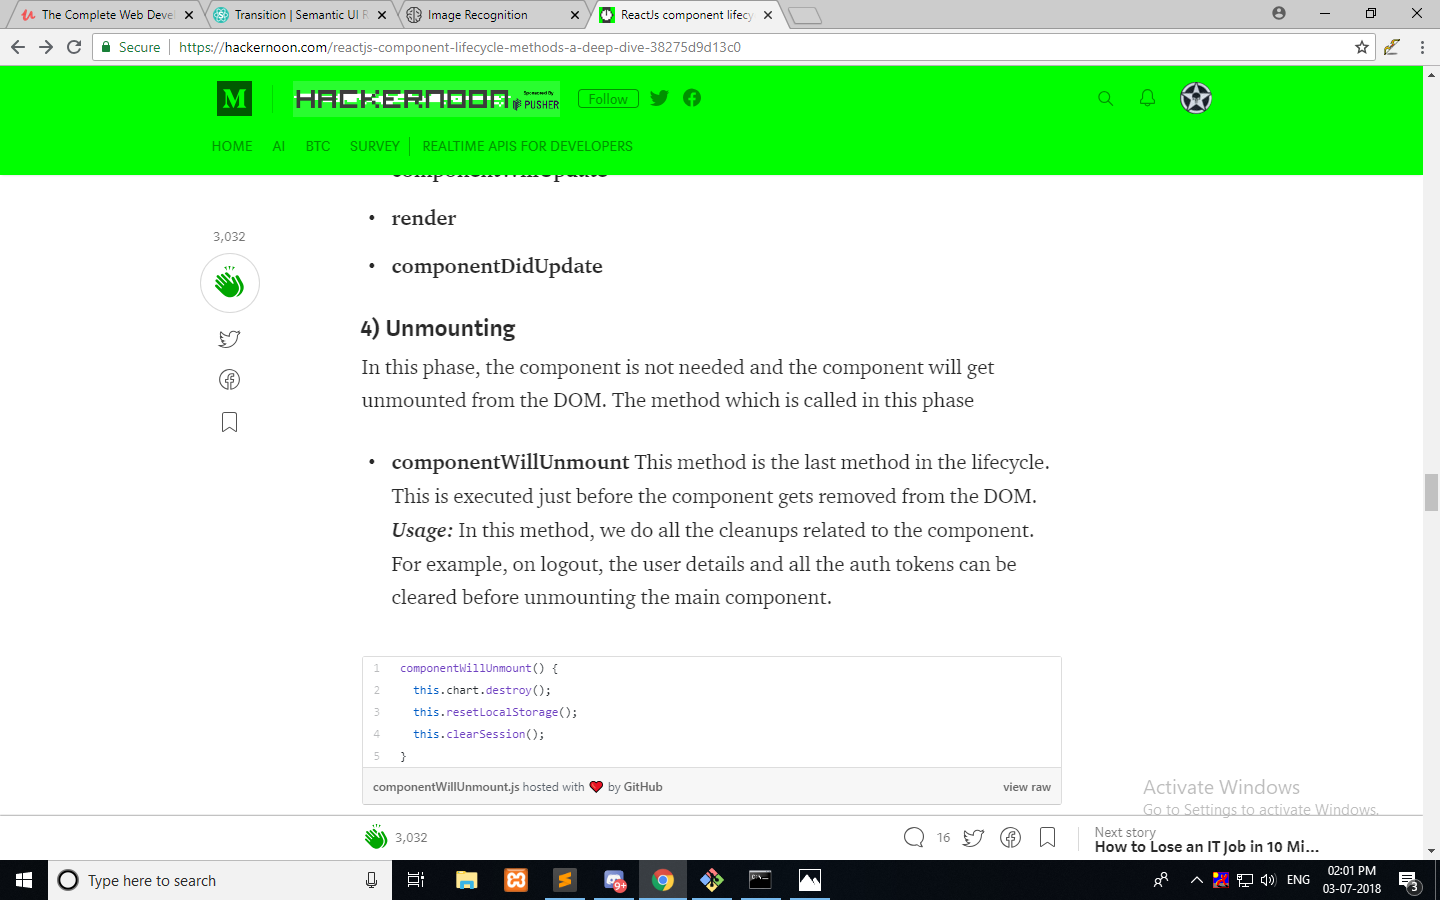 The Complete Web Deve
Transition | Semantic UI R
Image Recognition
ReactJs component lifecy
Secure
https://hackernoon.com/reactjs-component-lifecycle-methods-a-deep-dive-38275d9d13c0
M
HACKERNOON
Sponsored By
PUSHER
Follow
HOME AI BTC SURVEY REALTIME APIS FOR DEVELOPERS
componentWillUpdate
• render
• componentDidUpdate
3,032
4) Unmounting
In this phase, the component is not needed and the component will get
unmounted from the DOM. The method which is called in this phase
• componentWillUnmount This method is the last method in the lifecycle.
This is executed just before the component gets removed from the DOM.
Usage: In this method, we do all the cleanups related to the component.
For example, on logout, the user details and all the auth tokens can be
cleared before unmounting the main component.
1 componentWillUnmount() {
2 this.chart.destroy();
3 this.resetLocalStorage();
4 this.clearSession();
5 }
componentWillUnmount.js hosted with ❤ by GitHub
view raw
Activate Windows
Go to Settings to activate Windows.
3,032
16
Next story
How to Lose an IT Job in 10 Mi...
Type here to search
9+
ENG
02:01 PM
03-07-2018
3